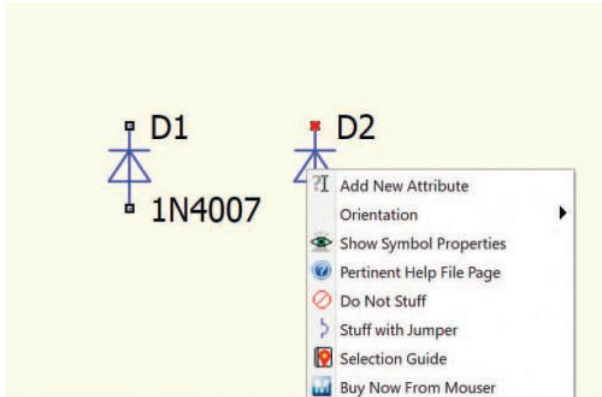 D1
D2
1N4007
Add New Attribute
Orientation
Show Symbol Properties
Pertinent Help File Page
Do Not Stuff
Stuff with Jumper
Selection Guide
Buy Now From Mouser